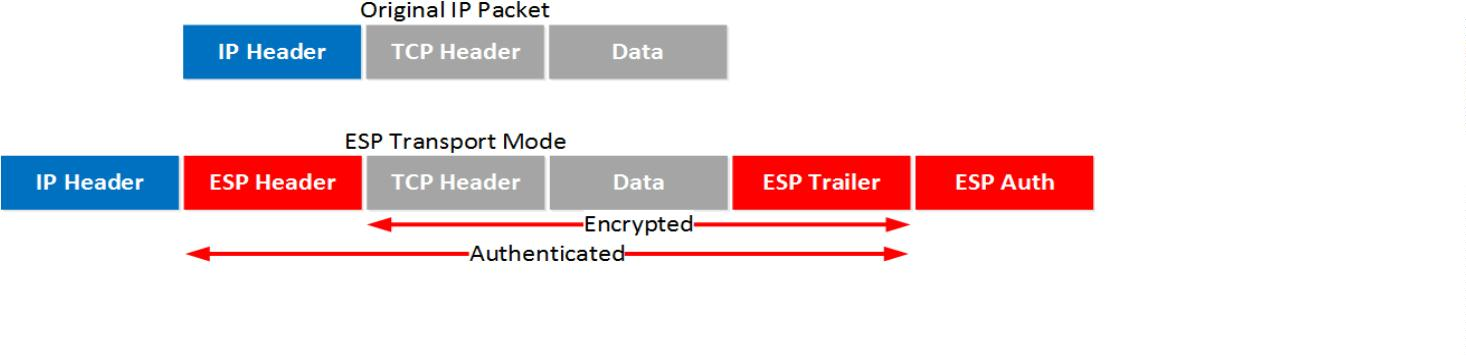 Original IP Packet
IP Header TCP Header Data
ESP Transport Mode
IP Header ESP Header TCP Header Data ESP Trailer ESP Auth
Encrypted
Authenticated